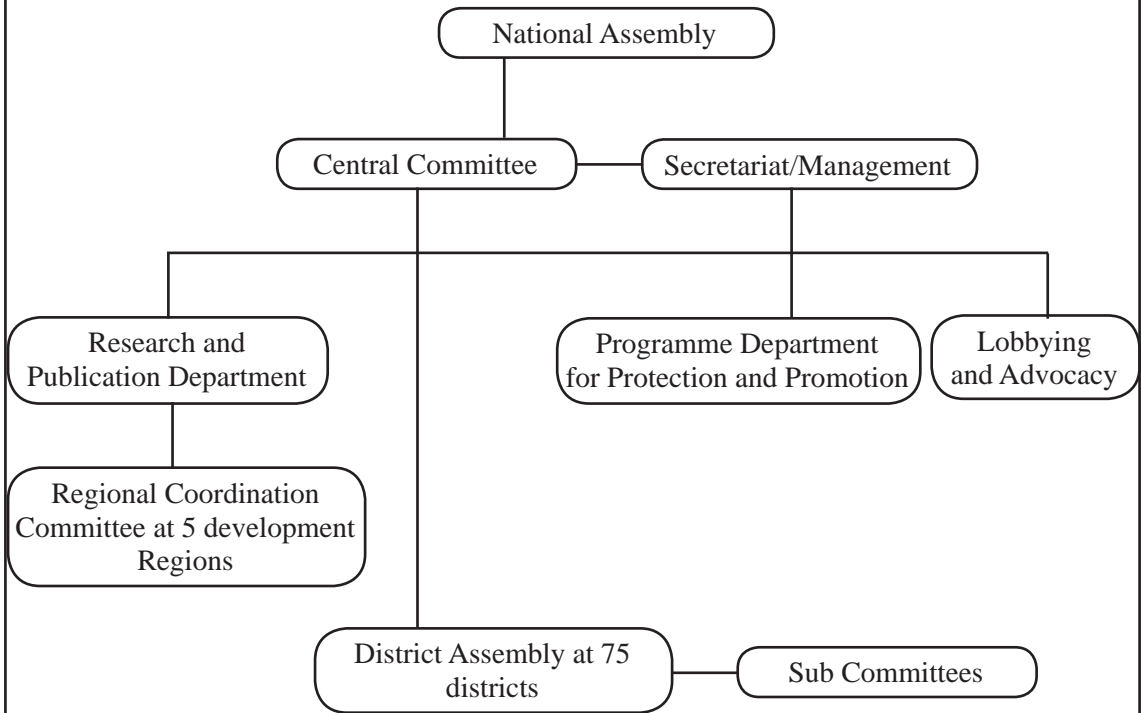 National Assembly
Central Committee
Secretariat/Management
Research and
Publication Department
Programme Department
for Protection and Promotion
Lobbying
and Advocacy
Regional Coordination
Committee at 5 development
Regions
District Assembly at 75
districts
Sub Committees